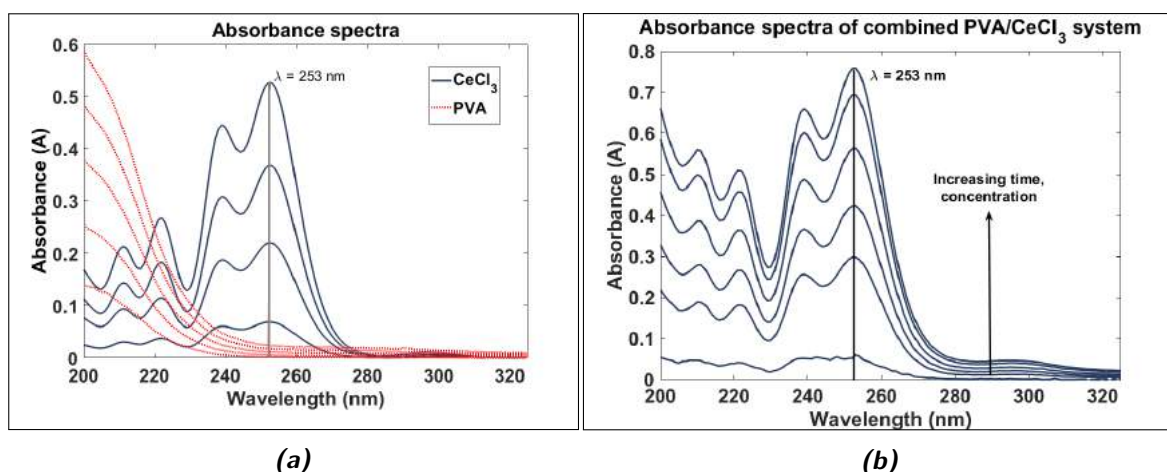 Absorbance spectra
0.6
0.5
0.4
0.3
0.2
0.1
0
Absorbance (A)
λ = 253 nm
CeCl3
PVA
200 220 240 260 280 300 320
Wavelength (nm)
(a)
Absorbance spectra of combined PVA/CeCl3 system
0.8
0.7
0.6
0.5
0.4
0.3
0.2
0.1
0
Absorbance (A)
λ = 253 nm
Increasing time,
concentration
200 220 240 260 280 300 320
Wavelength (nm)
(b)